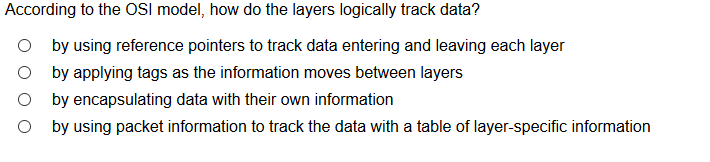 According to the OSI model, how do the layers logically track data?
by using reference pointers to track data entering and leaving each layer
by applying tags as the information moves between layers
by encapsulating data with their own information
by using packet information to track the data with a table of layer-specific information